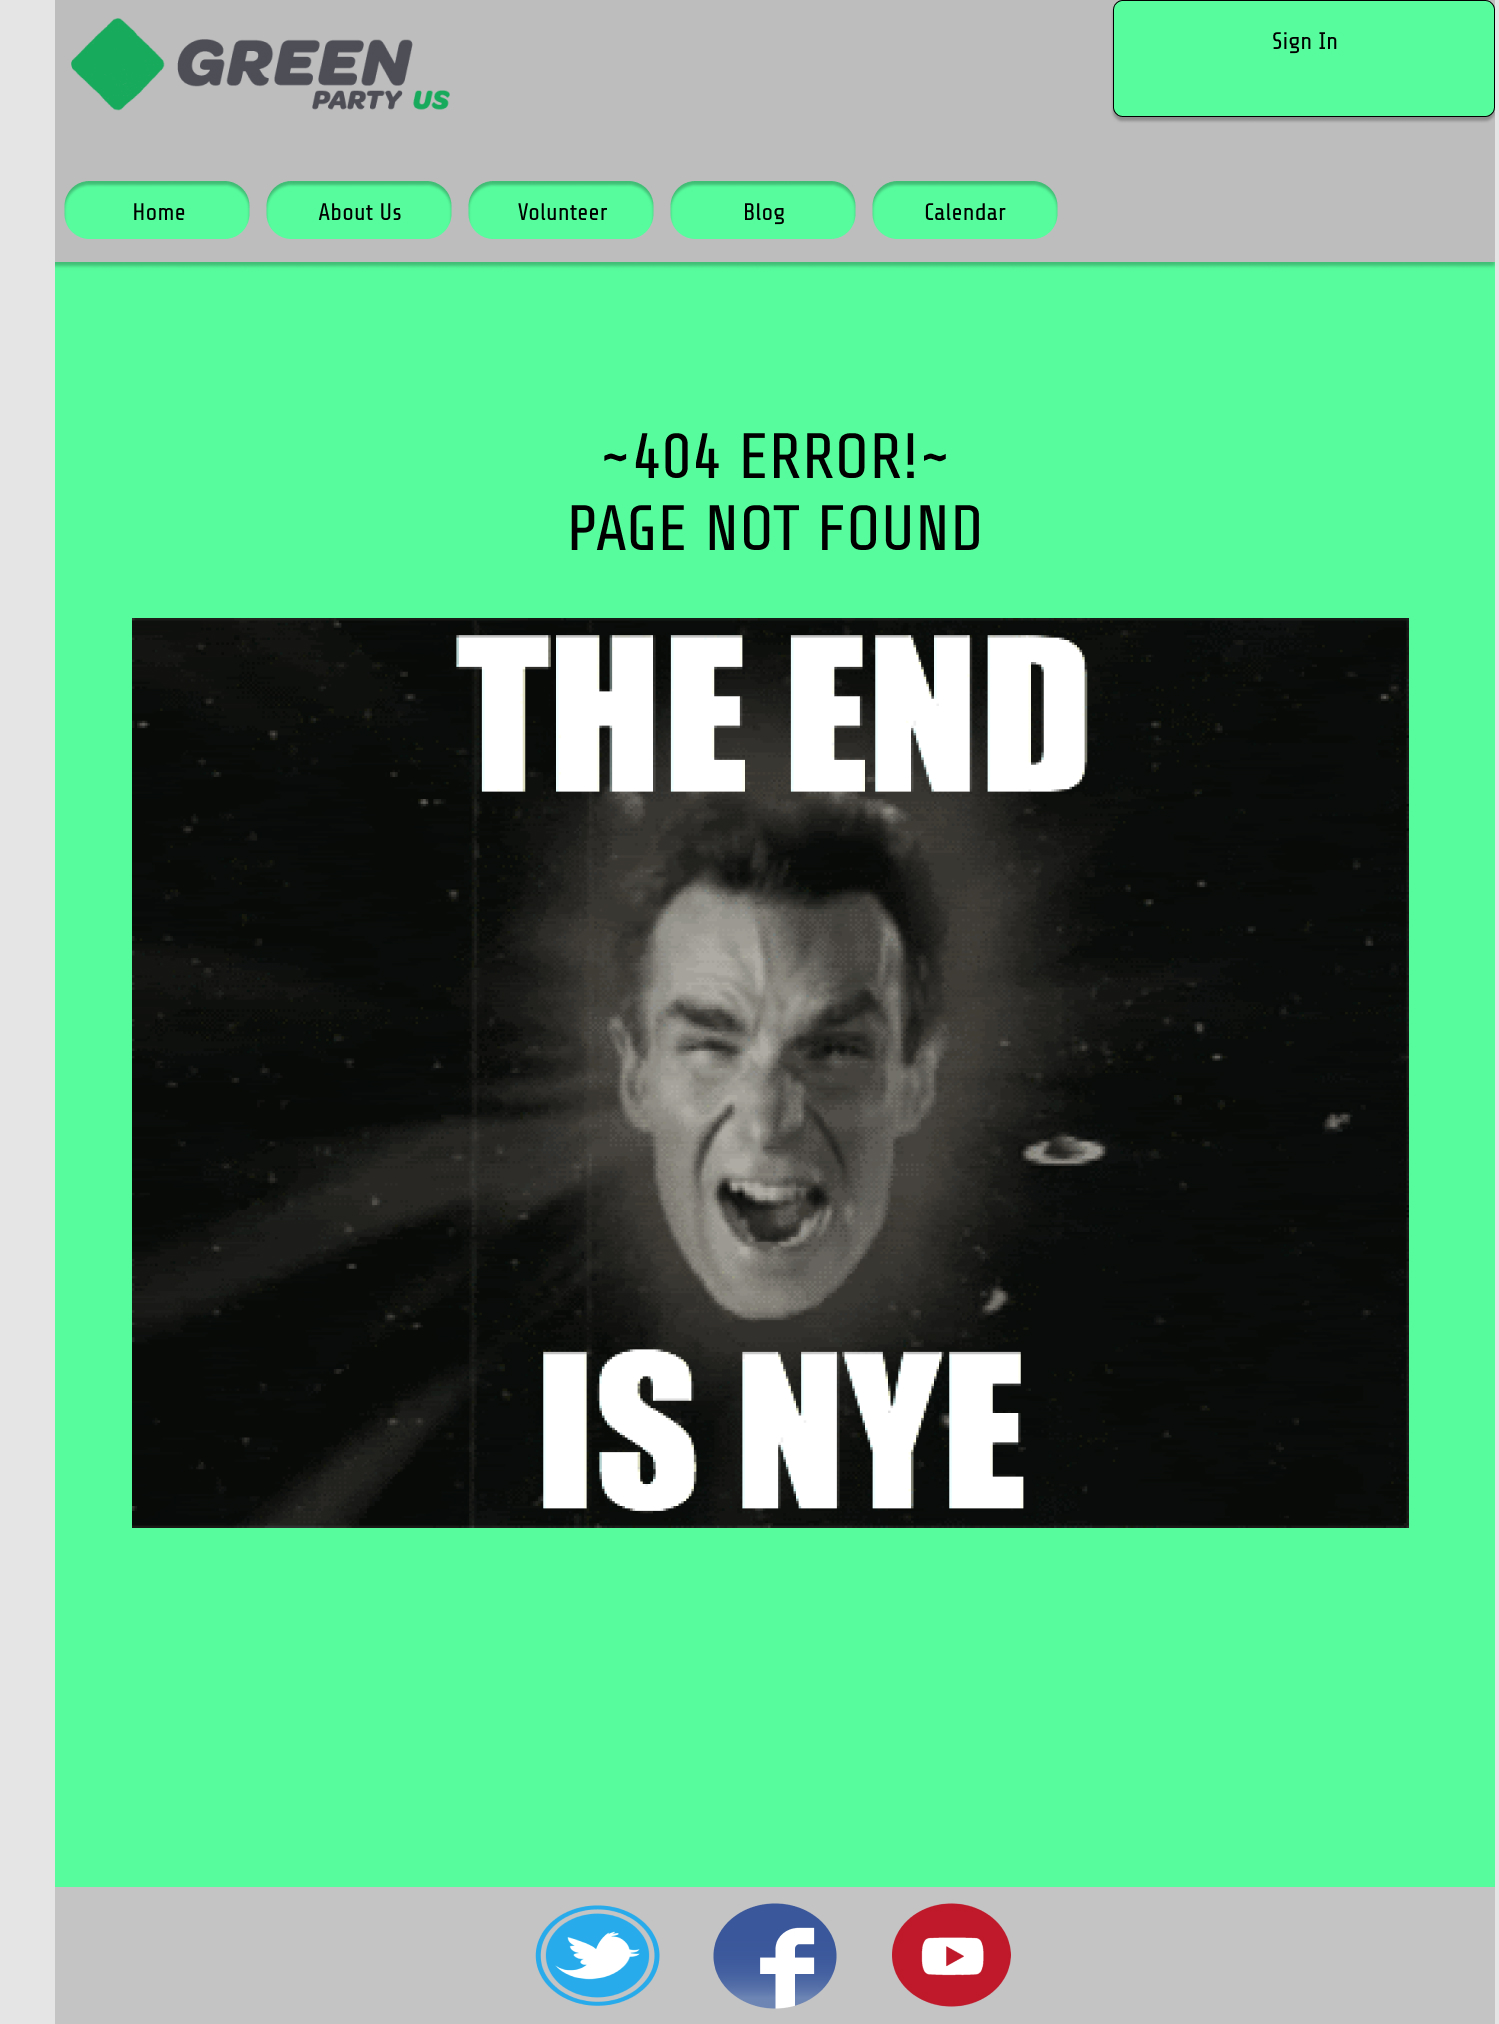 GREEN
PARTY US
Sign In
Home
About Us
Volunteer
Blog
Calendar
~404 ERROR!~
PAGE NOT FOUND
THE END
IS NYE